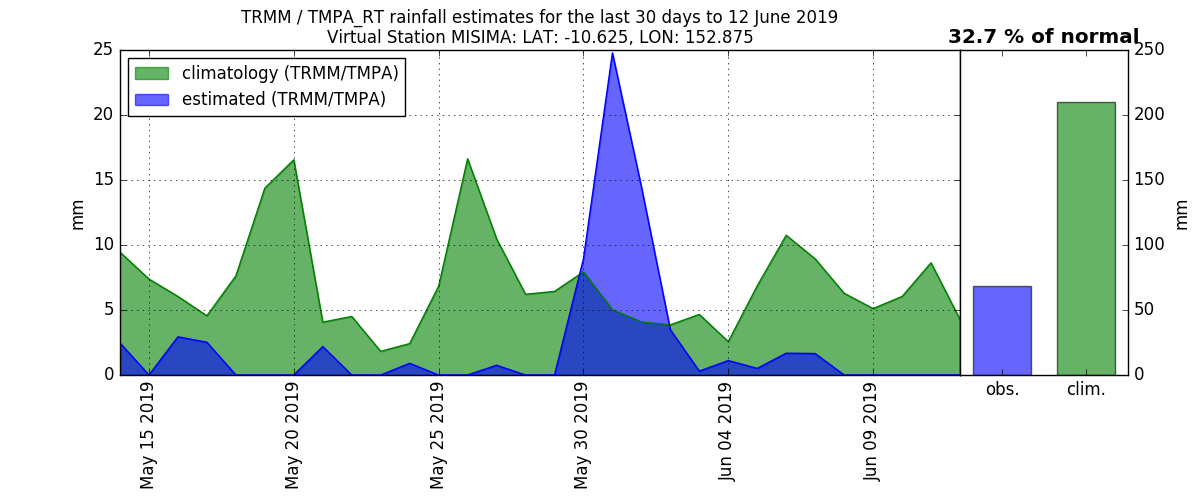 TRMM / TMPA_RT rainfall estimates for the last 30 days to 12 June 2019
Virtual Station MISIMA: LAT: -10.625, LON: 152.875
32.7 % of normal
climatology (TRMM/TMPA)
estimated (TRMM/TMPA)
25
20
15
10
5
0
mm
May 15 2019
May 20 2019
May 25 2019
May 30 2019
Jun 04 2019
Jun 09 2019
250
200
150
100
50
0
mm
obs.
clim.